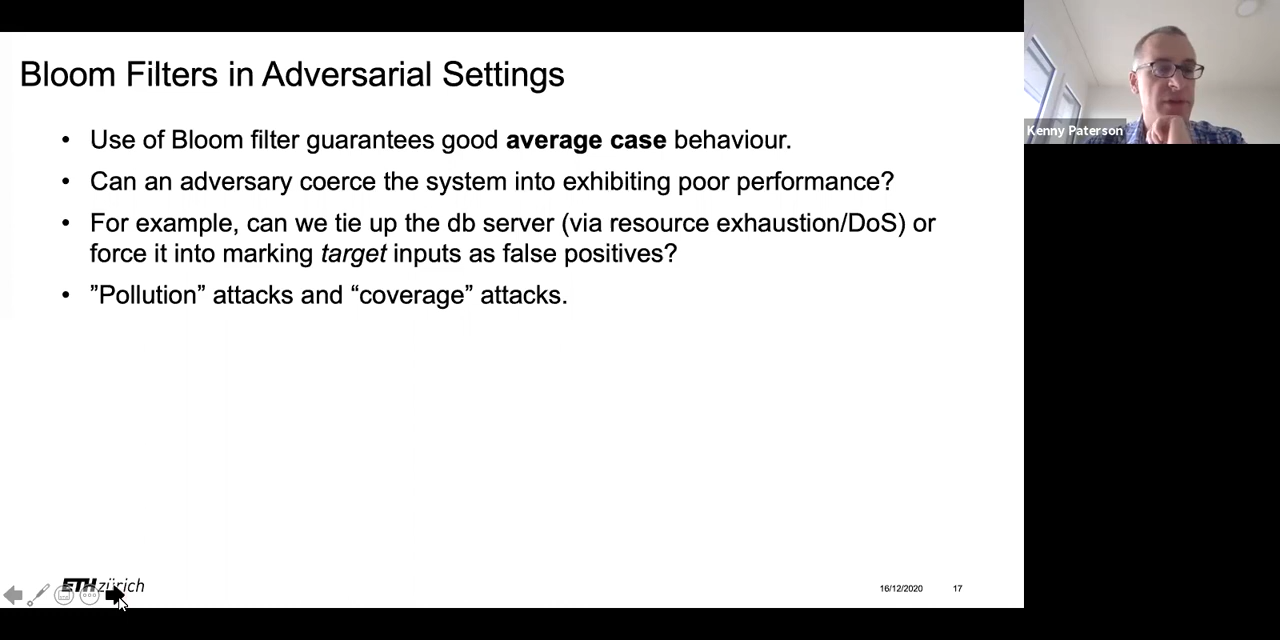 Bloom Filters in Adversarial Settings
• Use of Bloom filter guarantees good average case behaviour.
• Can an adversary coerce the system into exhibiting poor performance?
• For example, can we tie up the db server (via resource exhaustion/DoS) or
force it into marking target inputs as false positives?
• ”Pollution” attacks and “coverage” attacks.
Kenny Paterson
ETH zürich
16/12/2020 17